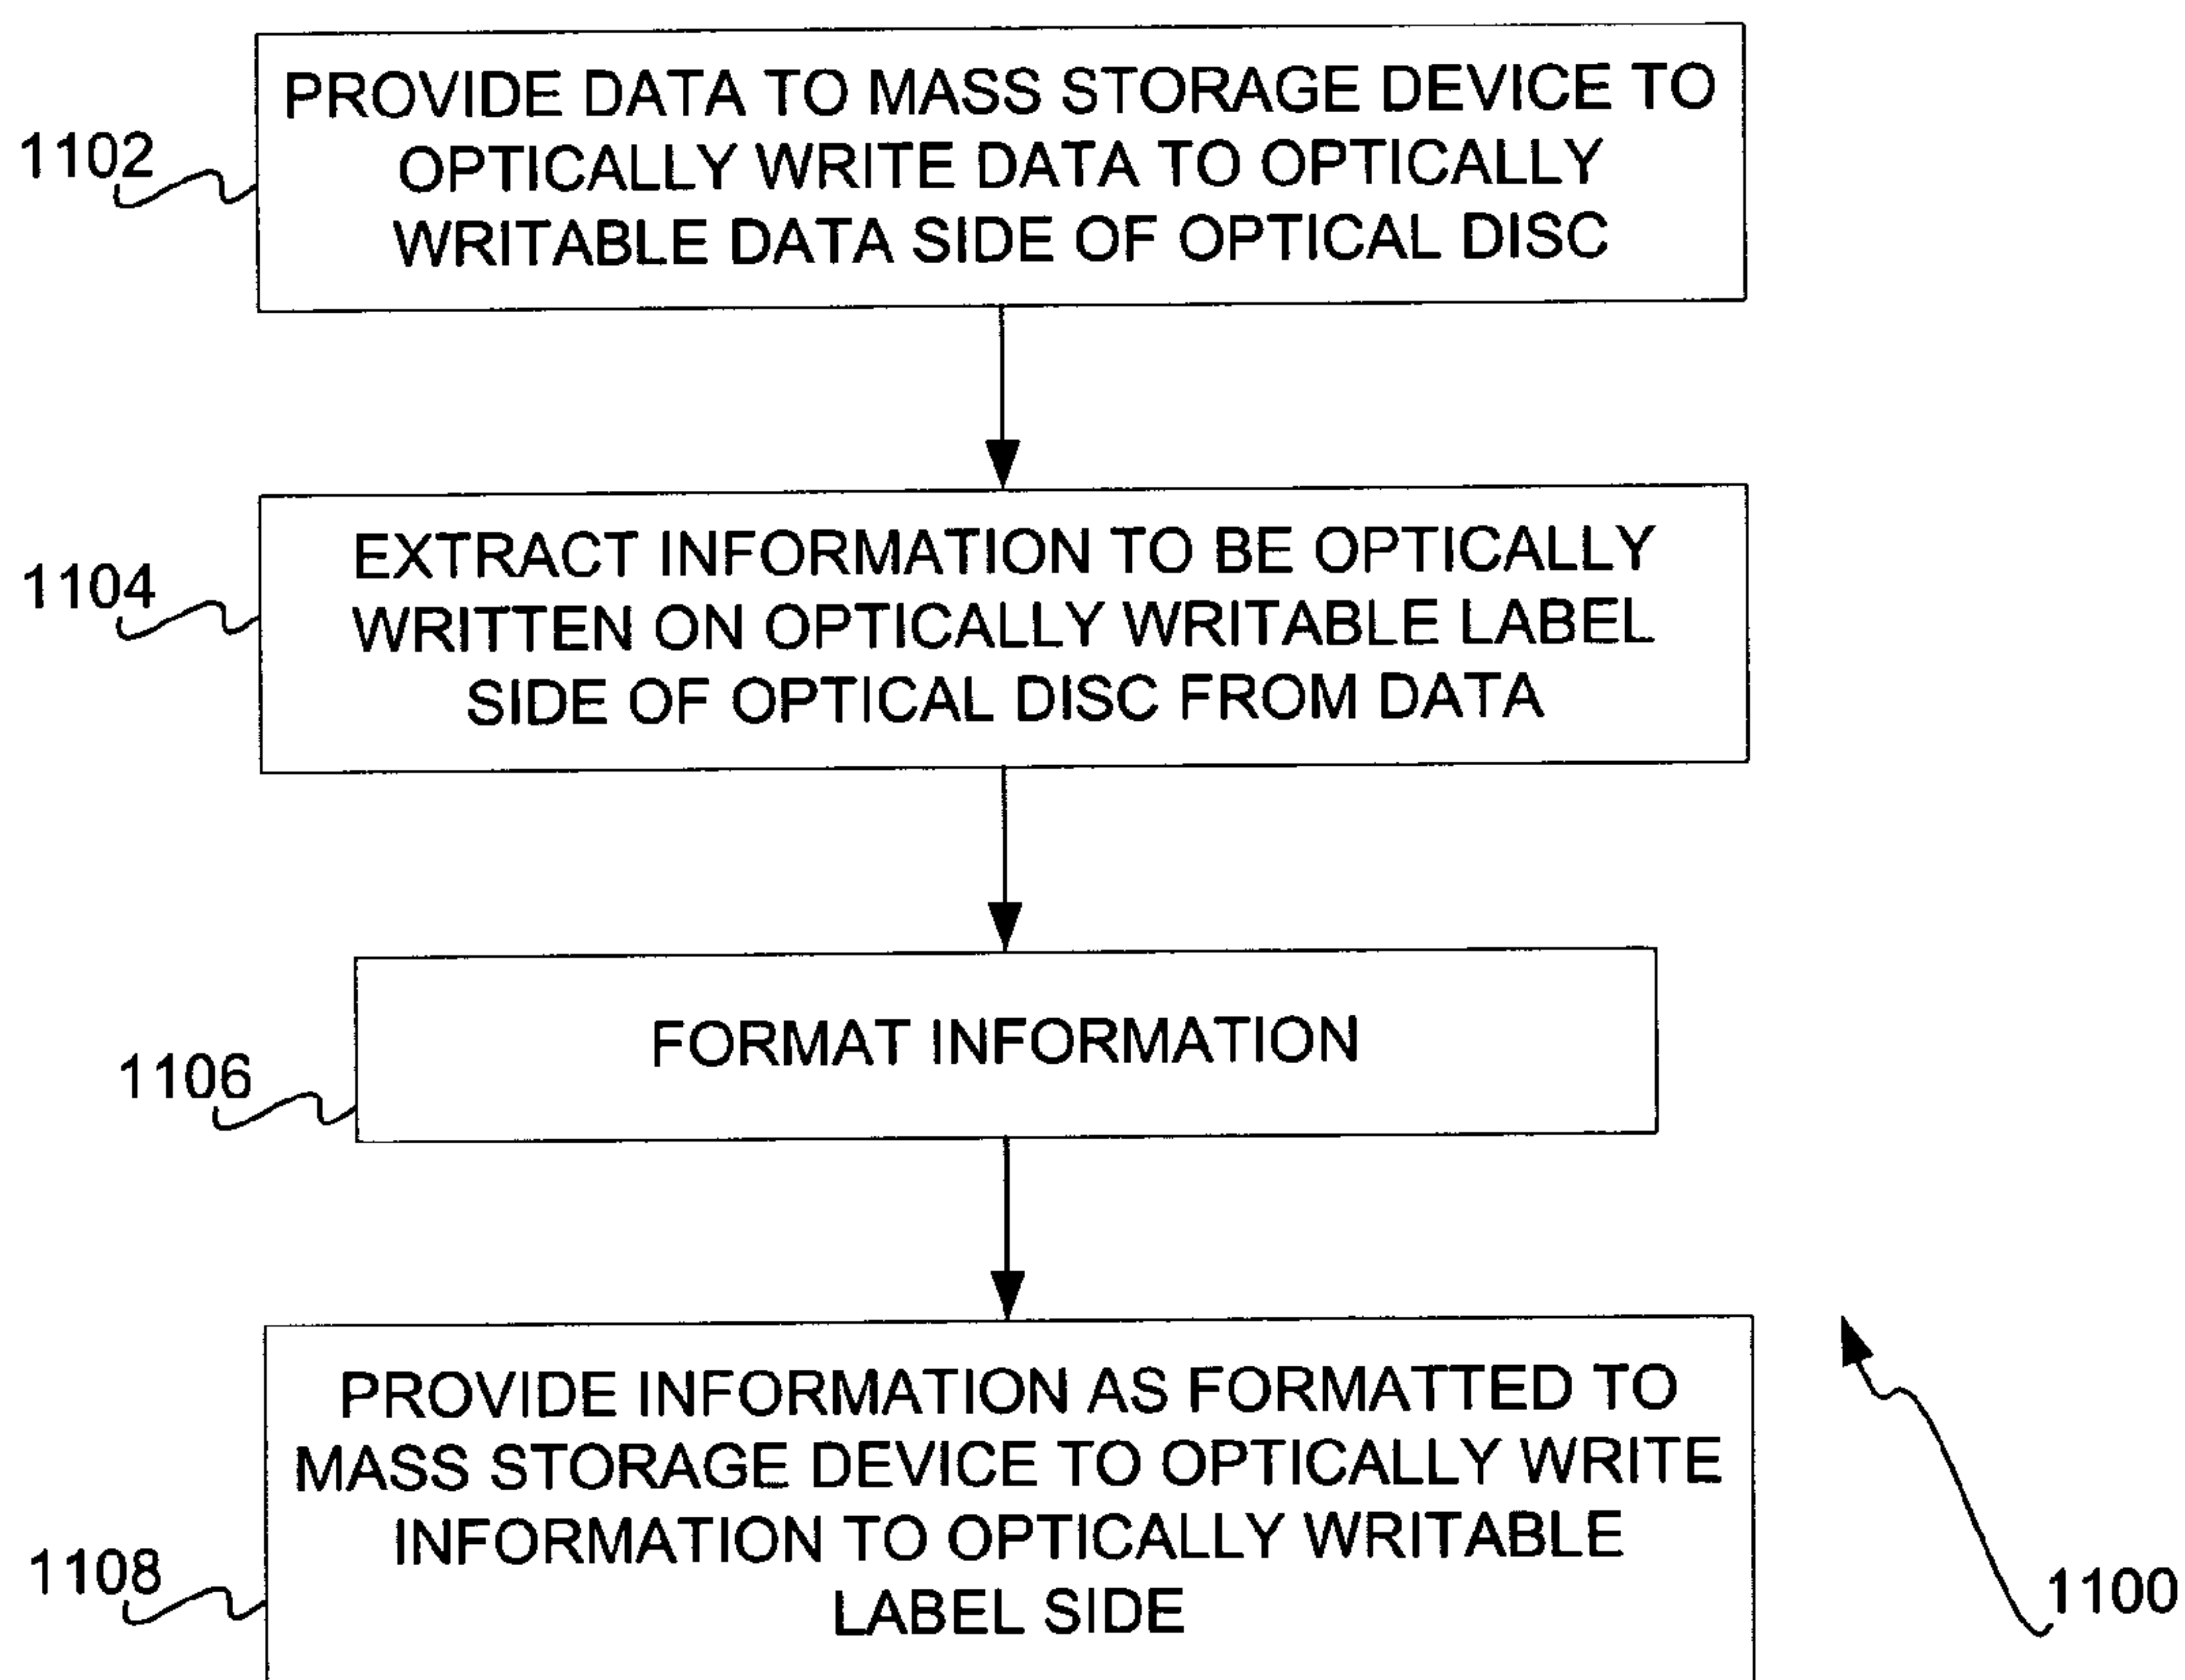 PROVIDE DATA TO MASS STORAGE DEVICE TO
OPTICALLY WRITE DATA TO OPTICALLY
WRITABLE DATA SIDE OF OPTICAL DISC
1102
EXTRACT INFORMATION TO BE OPTICALLY
WRITTEN ON OPTICALLY WRITABLE LABEL
SIDE OF OPTICAL DISC FROM DATA
1104
FORMAT INFORMATION
1106
PROVIDE INFORMATION AS FORMATTED TO
MASS STORAGE DEVICE TO OPTICALLY WRITE
INFORMATION TO OPTICALLY WRITABLE
LABEL SIDE
1108
1100